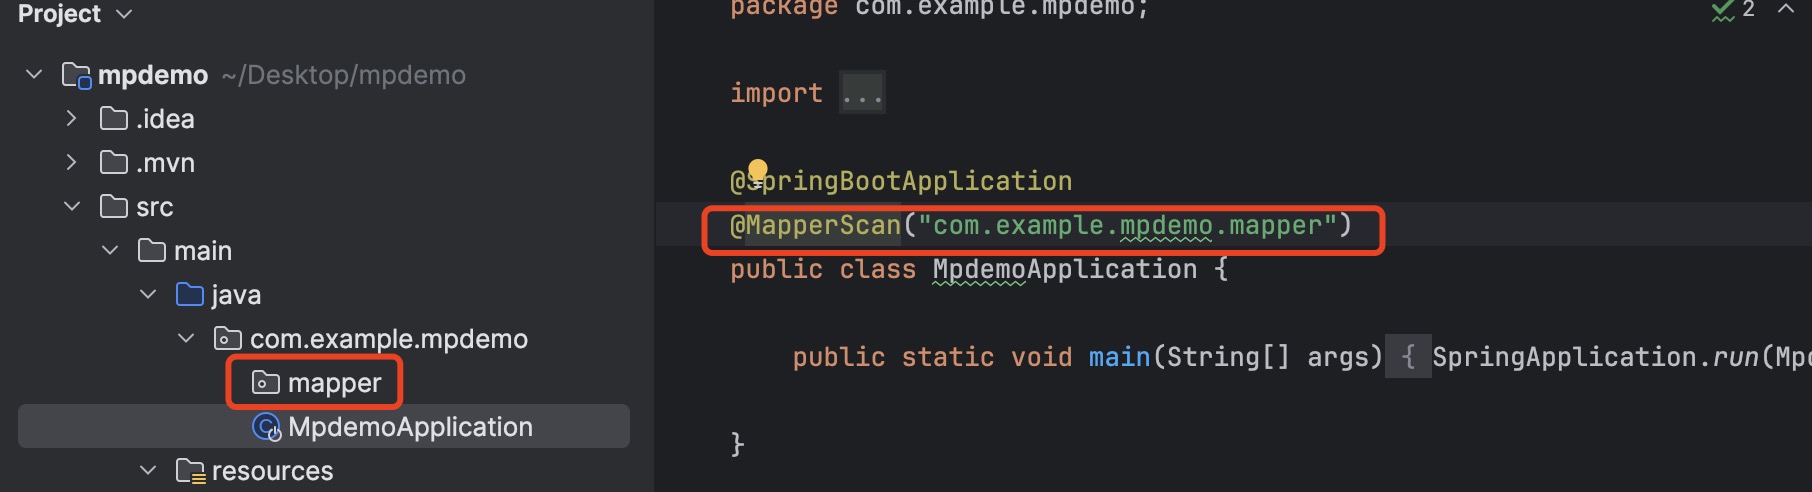 Project
mpdemo ~/Desktop/mpdemo
.idea
.mvn
src
main
java
com.example.mpdemo
mapper
MpdemoApplication
resources
package com.example.mpdemo;
2
import ...
@SpringBootApplication
@MapperScan("com.example.mpdemo.mapper")
public class MpdemoApplication {
public static void main(String[] args) { SpringApplication.run(Mpd
}